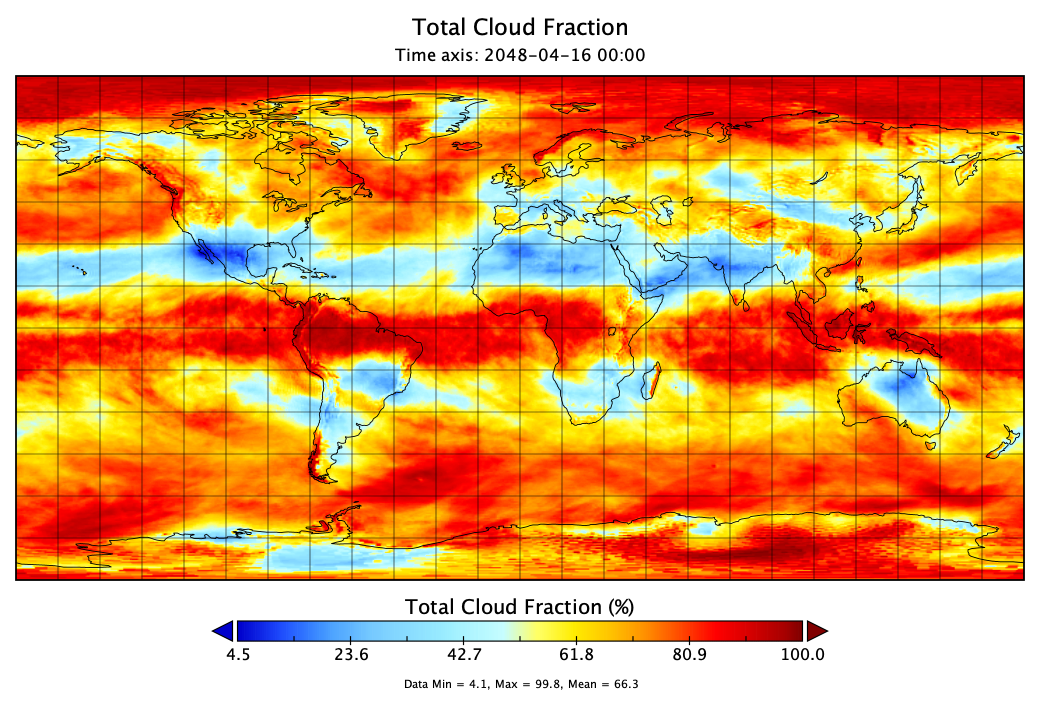 Total Cloud Fraction
Time axis: 2048-04-16 00:00
Total Cloud Fraction (%)
4.5 23.6 42.7 61.8 80.9 100.0
Data Min = 4.1, Max = 99.8, Mean = 66.3